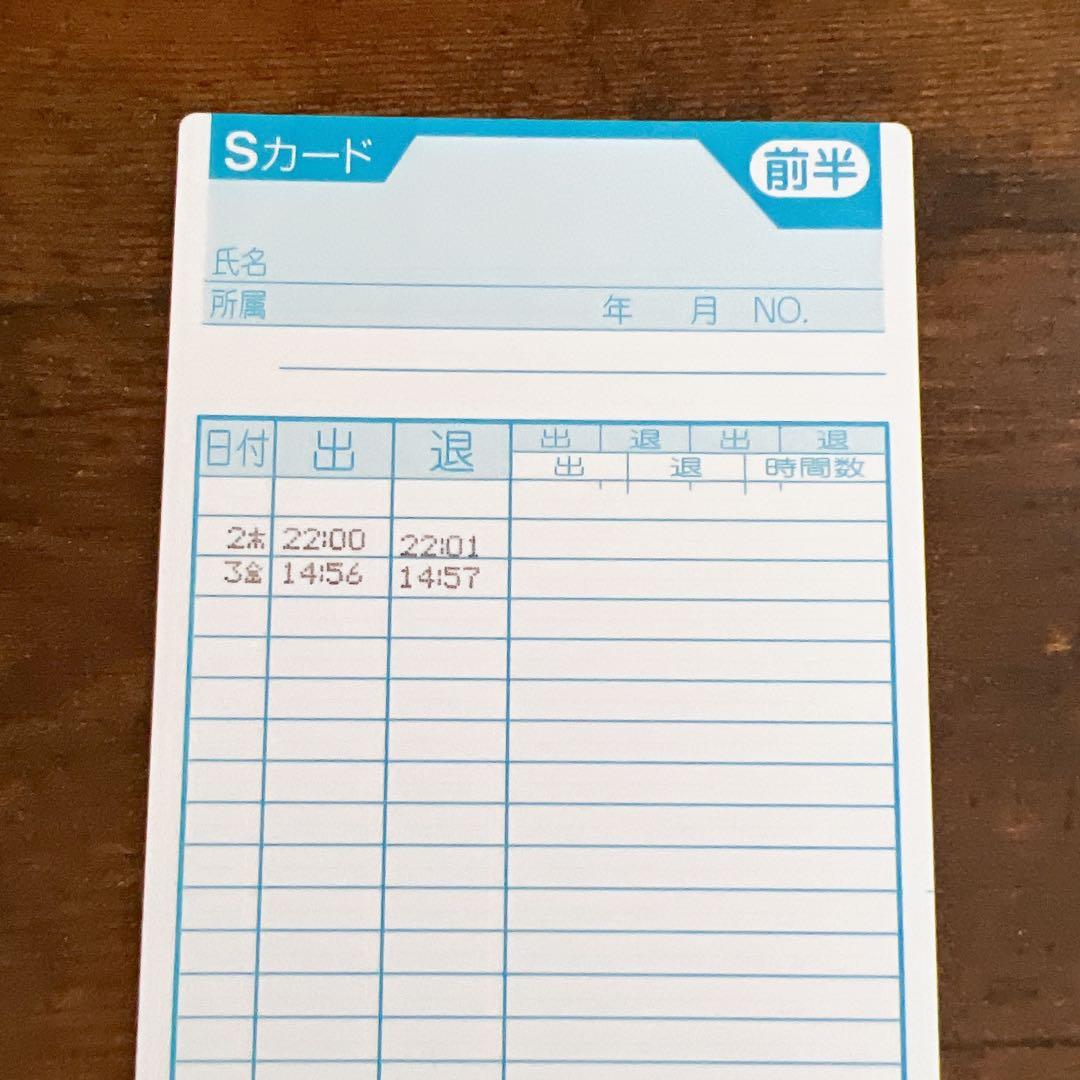 Sカード 前半
氏名
所属 年 月 NO.
日付 出 退 出 退 出 退
出 退 時間数
2木 22:00 22:01
3金 14:56 14:57